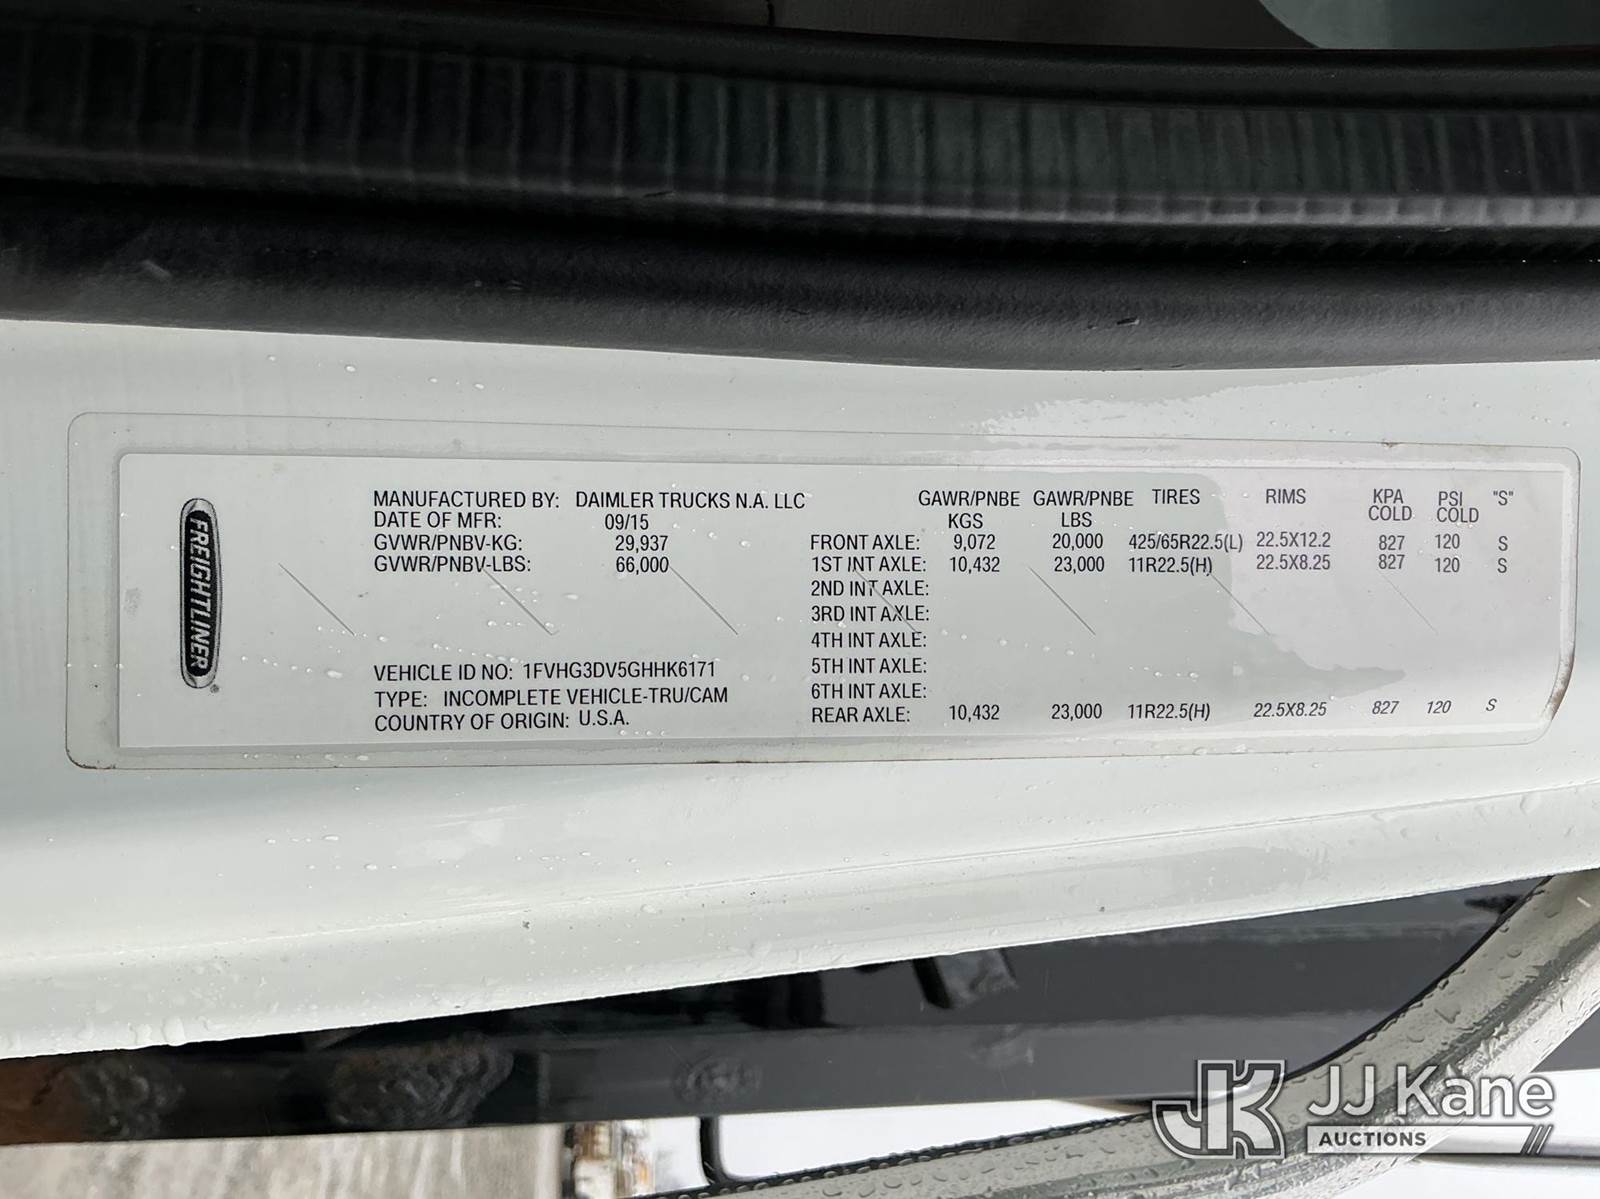 FREIGHTLINER
MANUFACTURED BY: DAIMLER TRUCKS N.A. LLC
DATE OF MFR: 09/15
GVWR/PNBV-KG: 29,937
GVWR/PNBV-LBS: 66,000
VEHICLE ID NO: 1FVHG3DV5GHHK6171
TYPE: INCOMPLETE VEHICLE-TRU/CAM
COUNTRY OF ORIGIN: U.S.A.
GAWR/PNBE GAWR/PNBE TIRES RIMS KPA PSI "S"
KGS LBS COLD COLD
FRONT AXLE: 9,072 20,000 425/65R22.5(L) 22.5X12.2 827 120 S
1ST INT AXLE: 10,432 23,000 11R22.5(H) 22.5X8.25 827 120 S
2ND INT AXLE:
3RD INT AXLE:
4TH INT AXLE:
5TH INT AXLE:
6TH INT AXLE:
REAR AXLE: 10,432 23,000 11R22.5(H) 22.5X8.25 827 120 S
JK JJ Kane
AUCTIONS